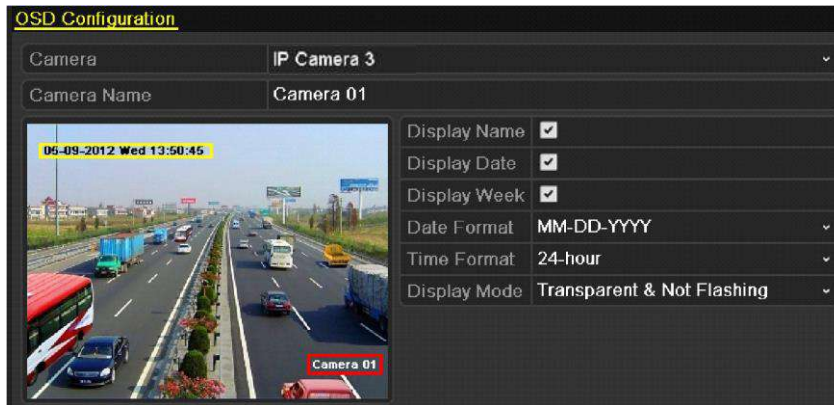 OSD Configuration
Camera IP Camera 3
Camera Name Camera 01
05-09-2012 Wed 13:50:45
Camera 01
Display Name
Display Date
Display Week
Date Format MM-DD-YYYY
Time Format 24-hour
Display Mode Transparent & Not Flashing